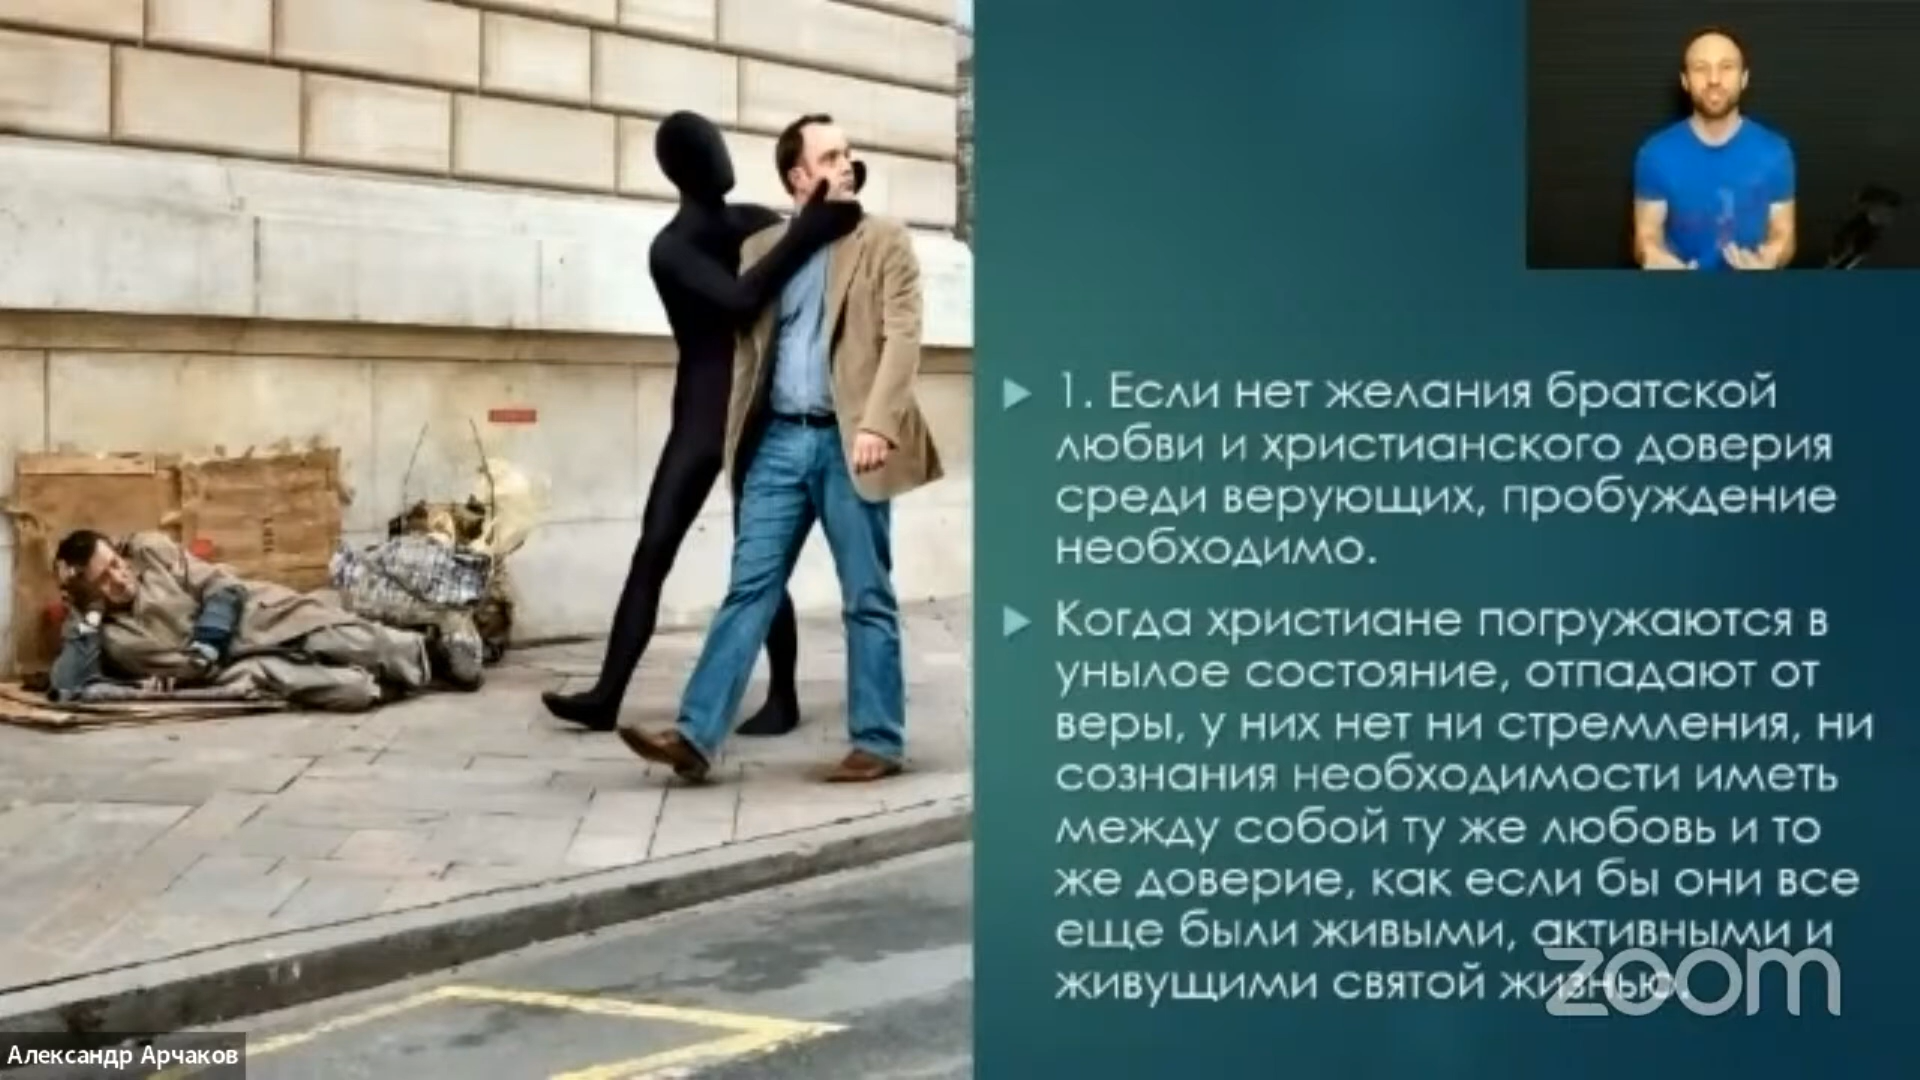 1. Если нет желания братской
любви и христианского доверия
среди верующих, пробуждение
необходимо.
Когда христиане погружаются в
унылое состояние, отпадают от
веры, у них нет ни стремления, ни
сознания необходимости иметь
между собой ту же любовь и то
же доверие, как если бы они все
еще были живыми, активными и
живущими святой жизнью.
zoom
Александр Арчаков